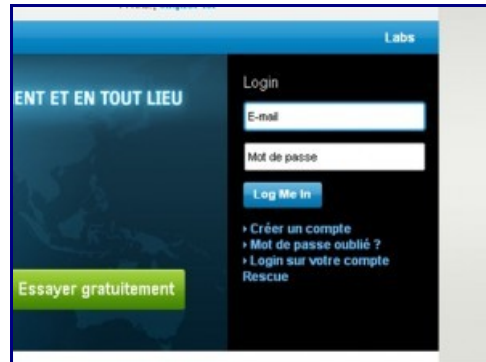 Labs
ENT ET EN TOUT LIEU
Login
E-mail
Mot de passe
Log Me In
Créer un compte
Mot de passe oublié ?
Login sur votre compte
Rescue
Essayer gratuitement